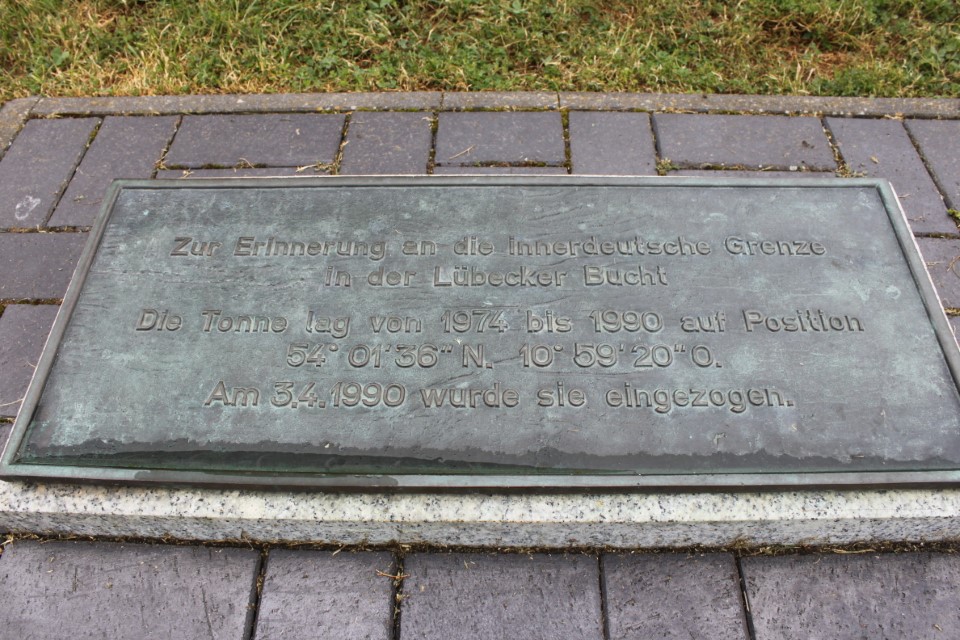 Zur Erinnerung an die innerdeutsche Grenze
in der Lübecker Bucht
Die Tonne lag von 1974 bis 1990 auf Position
54° 01'36" N. 10° 59'20" O.
Am 3.4.1990 wurde sie eingezogen.